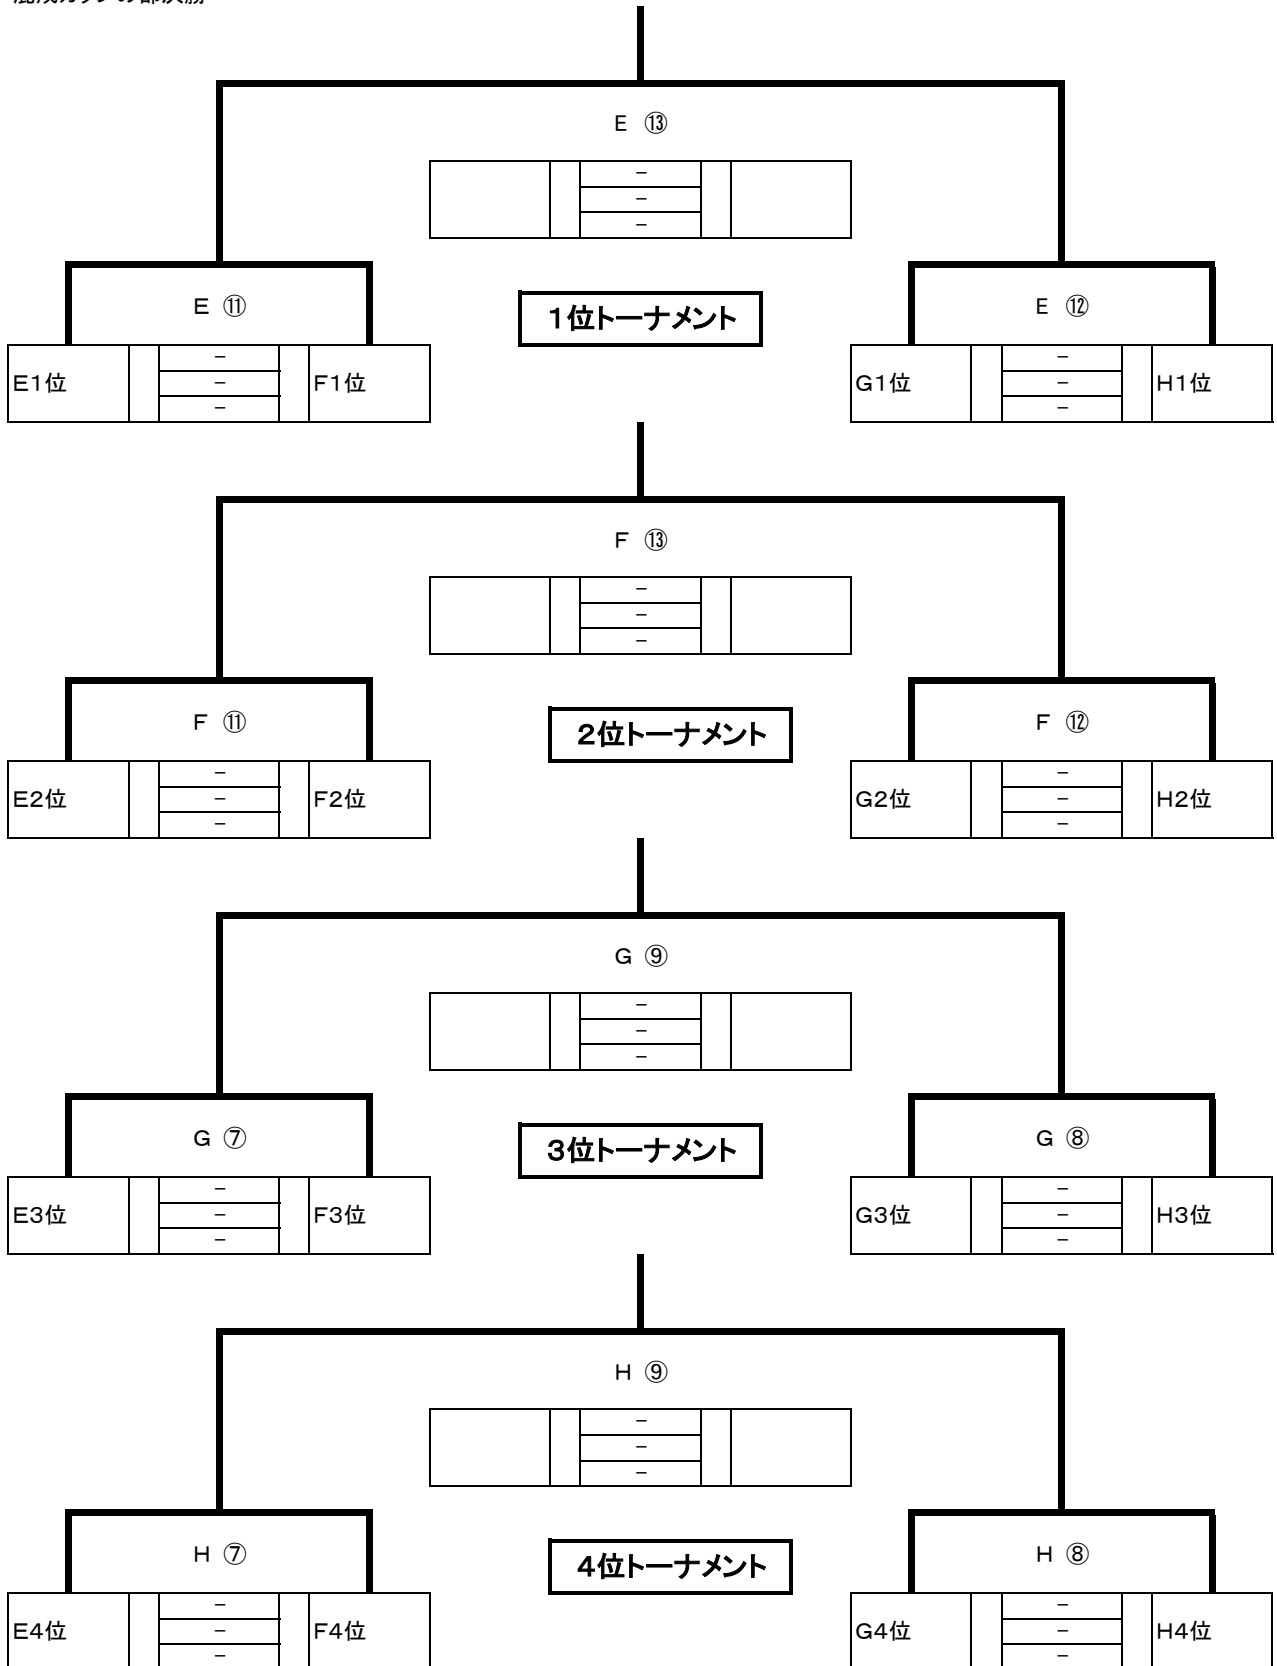 E ⑬
-
-
-
E ⑪
1位トーナメント
E ⑫
E1位
-
-
-
F1位
G1位
-
-
-
H1位
F ⑬
-
-
-
F ⑪
2位トーナメント
F ⑫
E2位
-
-
-
F2位
G2位
-
-
-
H2位
G ⑨
-
-
-
G ⑦
3位トーナメント
G ⑧
E3位
-
-
-
F3位
G3位
-
-
-
H3位
H ⑨
-
-
-
H ⑦
4位トーナメント
H ⑧
E4位
-
-
-
F4位
G4位
-
-
-
H4位